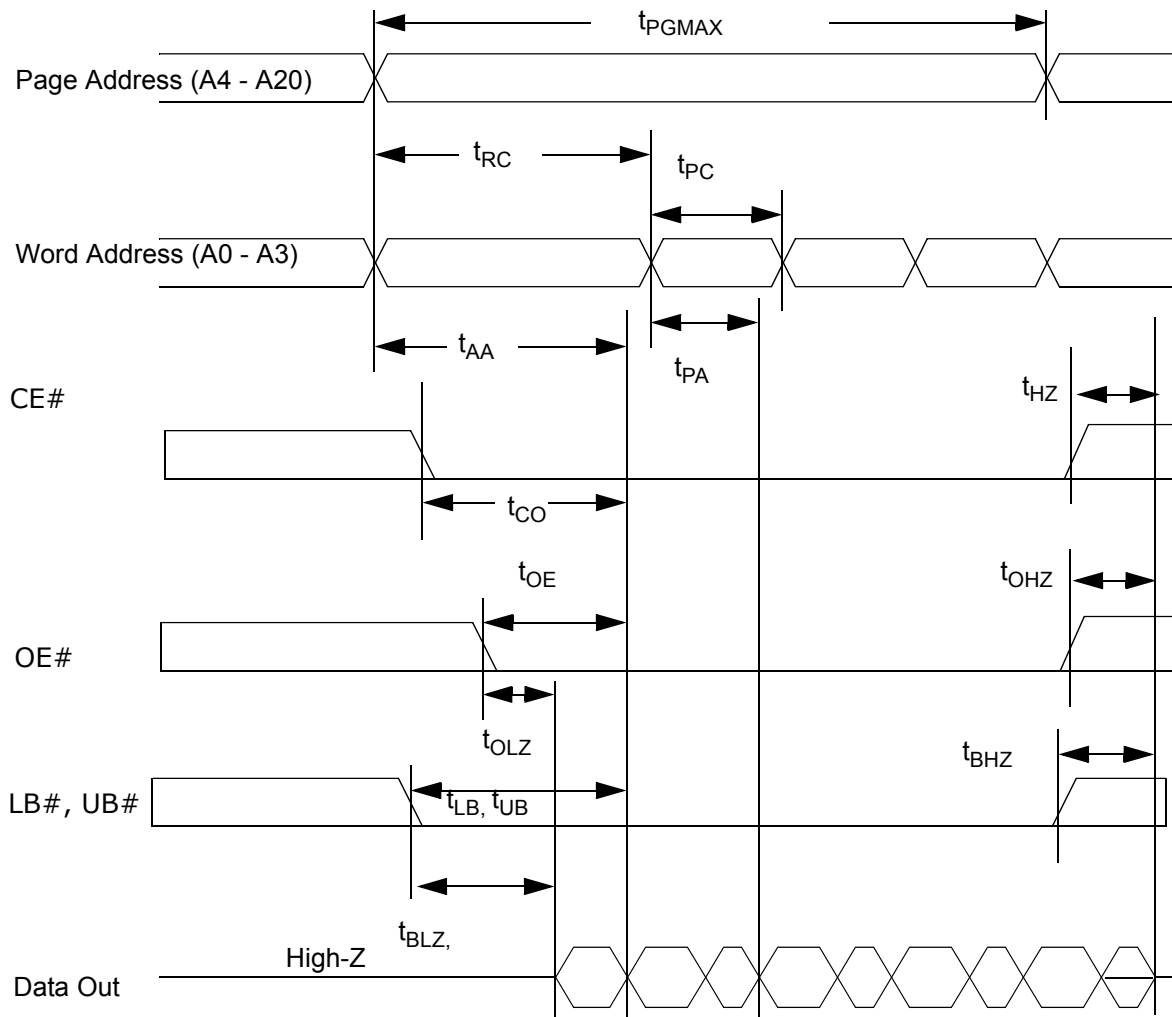 tPGMAX
Page Address (A4 - A20)
tRC
tPC
Word Address (A0 - A3)
tAA
tPA
CE#
tHZ
tCO
tOE
tOHZ
OE#
tOLZ
tBHZ
LB#, UB#
tLB, tUB
tBLZ,
High-Z
Data Out